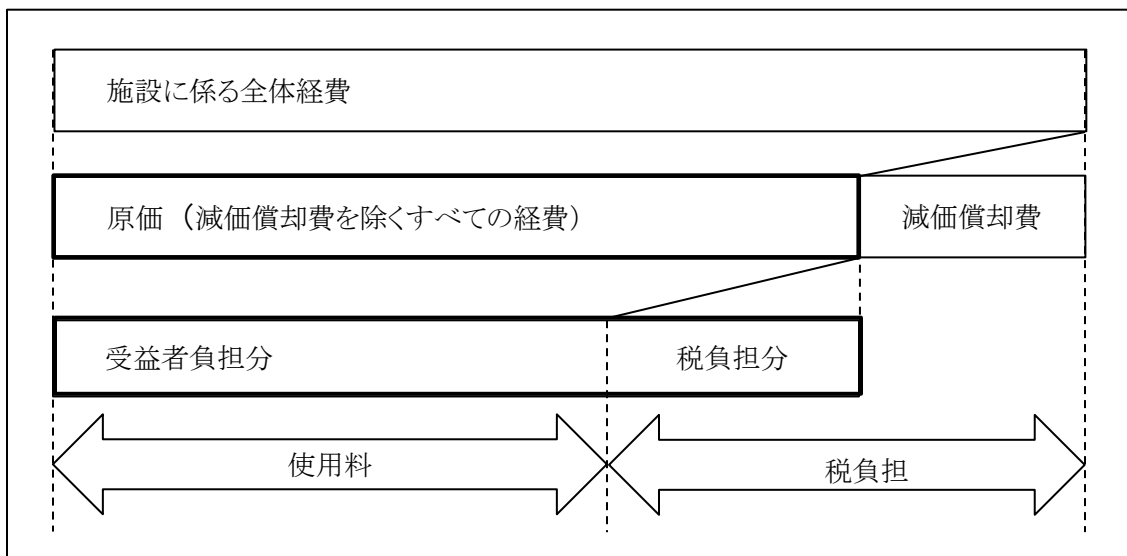 施設に係る全体経費
原価（減価償却費を除くすべての経費）
減価償却費
受益者負担分
税負担分
使用料
税負担